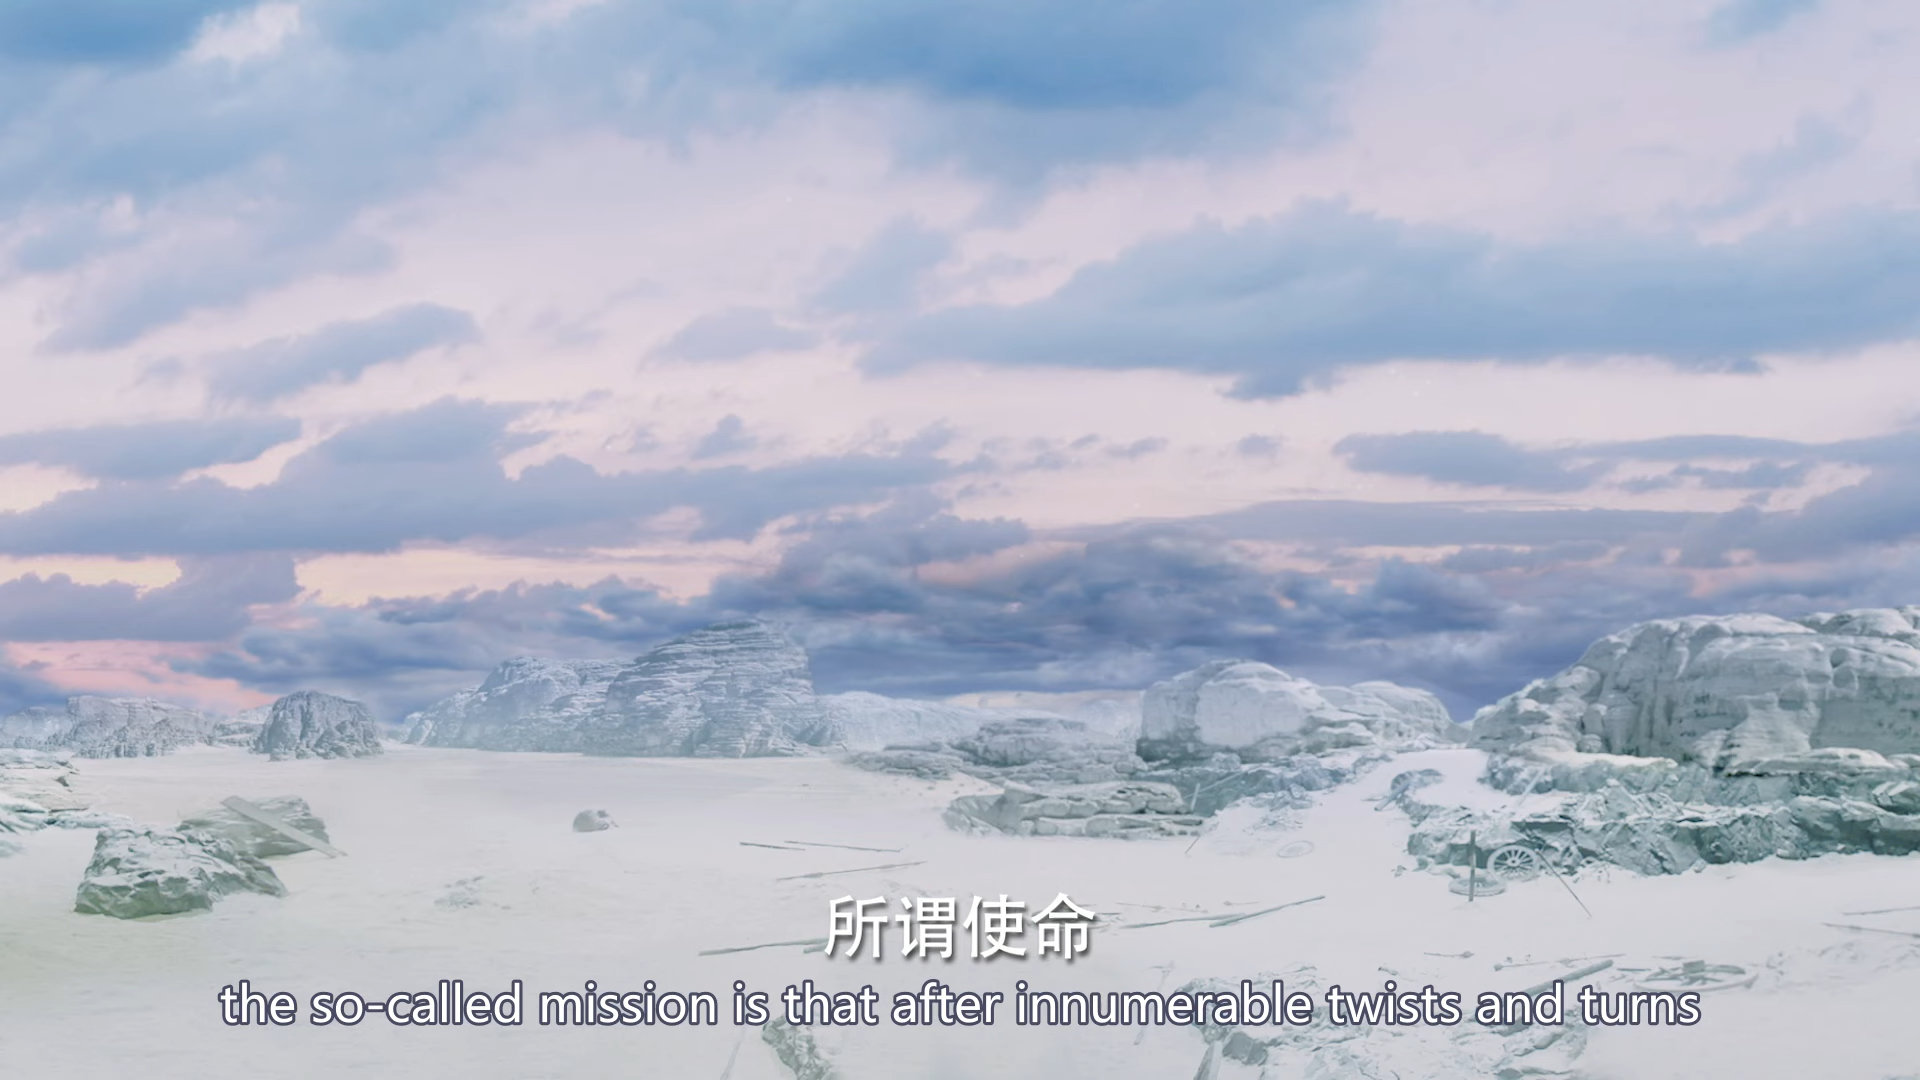 所谓使命
the so-called mission is that after innumerable twists and turns